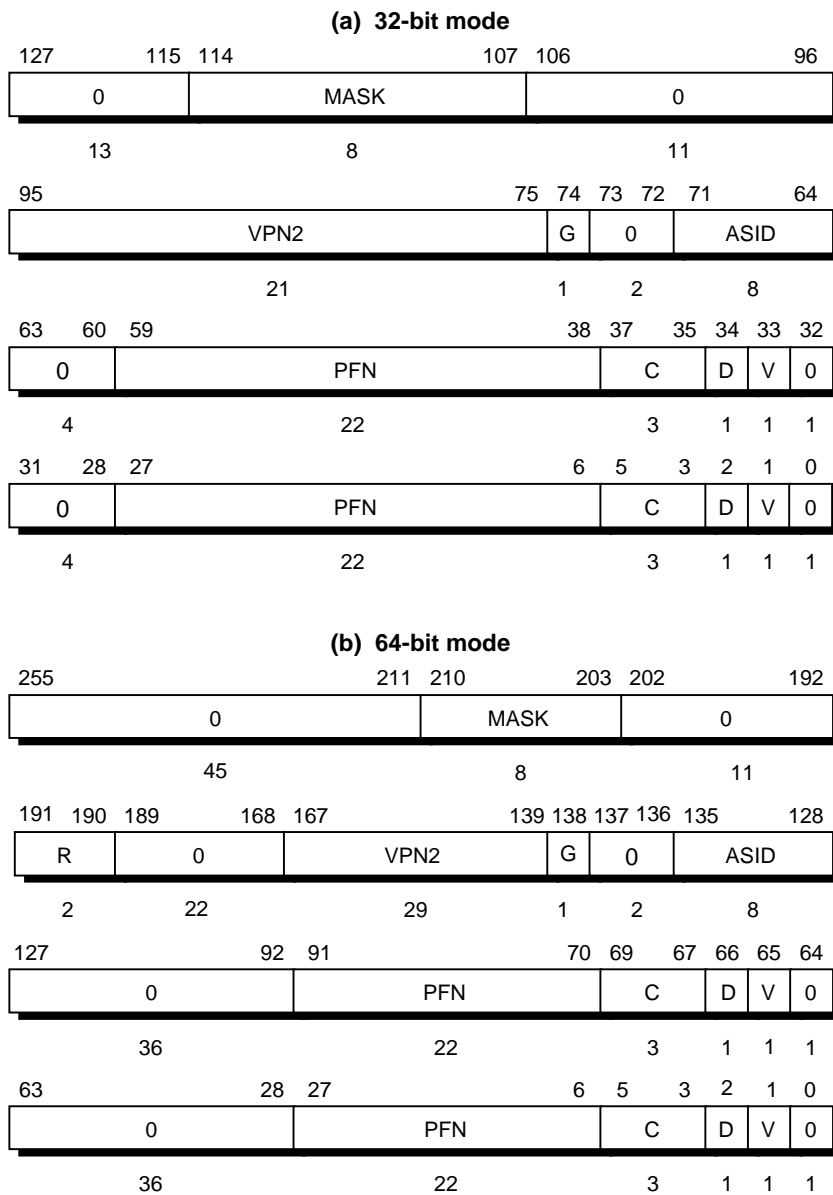 (a) 32-bit mode
127 115 114 107 106 96
0 MASK 0
13 8 11
95 75 74 73 72 71 64
VPN2 G 0 ASID
21 1 2 8
63 60 59 38 37 35 34 33 32
0 PFN C D V 0
4 22 3 1 1 1
31 28 27 6 5 3 2 1 0
0 PFN C D V 0
4 22 3 1 1 1
(b) 64-bit mode
255 211 210 203 202 192
0 MASK 0
45 8 11
191 190 189 168 167 139 138 137 136 135 128
R 0 VPN2 G 0 ASID
2 22 29 1 2 8
127 92 91 70 69 67 66 65 64
0 PFN C D V 0
36 22 3 1 1 1
63 28 27 6 5 3 2 1 0
0 PFN C D V 0
36 22 3 1 1 1